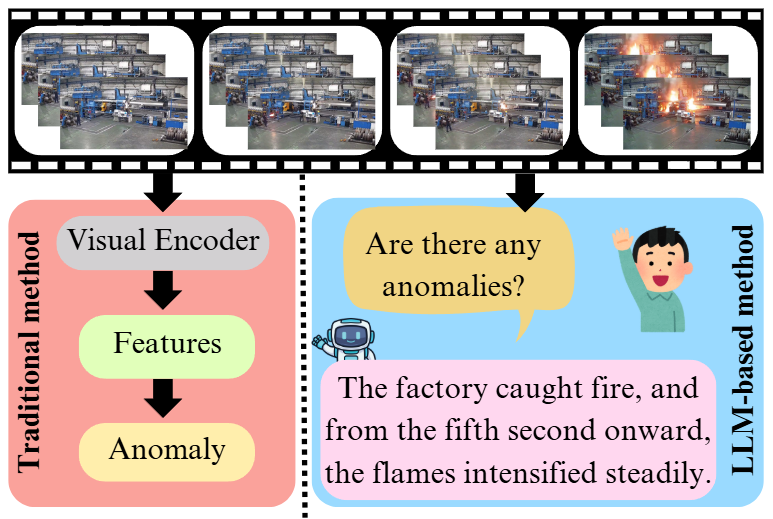 Traditional method
Visual Encoder
Features
Anomaly
Are there any
anomalies?
The factory caught fire, and
from the fifth second onward,
the flames intensified steadily.
LLM-based method